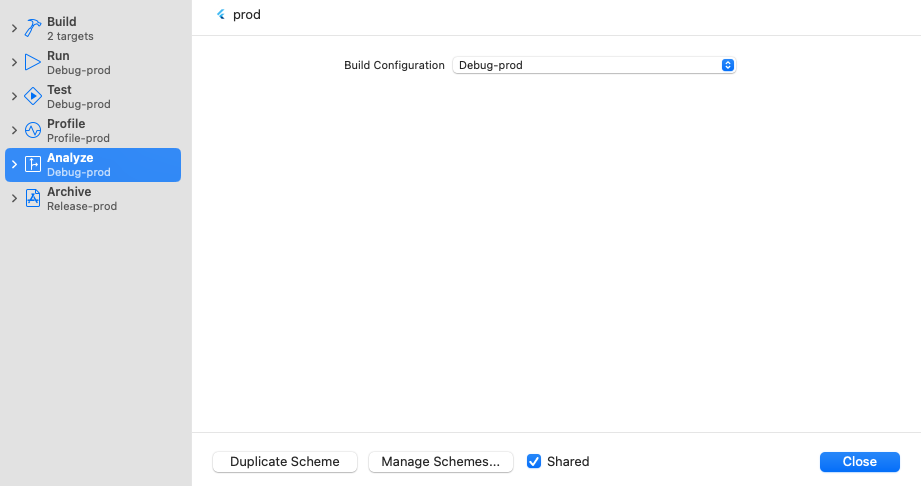 Build
2 targets
Run
Debug-prod
Test
Debug-prod
Profile
Profile-prod
Analyze
Debug-prod
Archive
Release-prod
prod
Build Configuration Debug-prod
Duplicate Scheme Manage Schemes... Shared Close